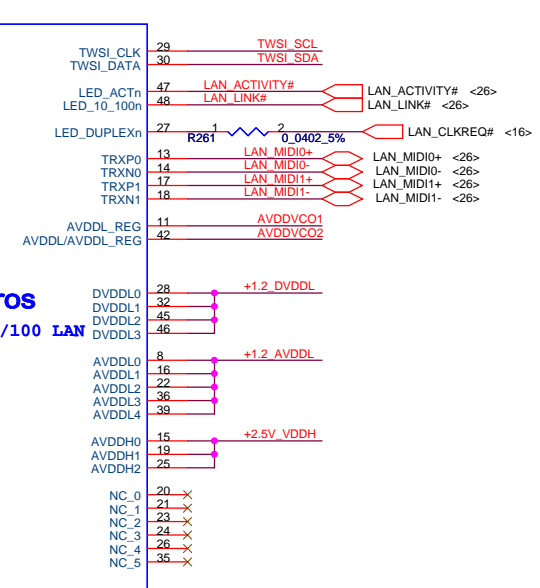 TWSI_CLK 29 TWSI_SCL
TWSI_DATA 30 TWSI_SDA
LED_ACTn 47 LAN_ACTIVITY# LAN_ACTIVITY# <26>
LED_10_100n 48 LAN_LINK# LAN_LINK# <26>
LED_DUPLEXn 27 1 2 LAN_CLKREQ# <16>
R261 0_0402_5%
TRXP0 13 LAN_MIDI0+ LAN_MIDI0+ <26>
TRXN0 14 LAN_MIDI0- LAN_MIDI0- <26>
TRXP1 17 LAN_MIDI1+ LAN_MIDI1+ <26>
TRXN1 18 LAN_MIDI1- LAN_MIDI1- <26>
AVDDL_REG 11 AVDDVCO1
AVDDL/AVDDL_REG 42 AVDDVCO2
ros
DVDDL0 28 +1.2_DVDDL
DVDDL1 32
DVDDL2 45
/100 LAN DVDDL3 46
AVDDL0 8 +1.2_AVDDL
AVDDL1 16
AVDDL2 22
AVDDL3 36
AVDDL4 39
AVDDH0 15 +2.5V_VDDH
AVDDH1 19
AVDDH2 25
NC_0 20
NC_1 21
NC_2 23
NC_3 24
NC_4 26
NC_5 35